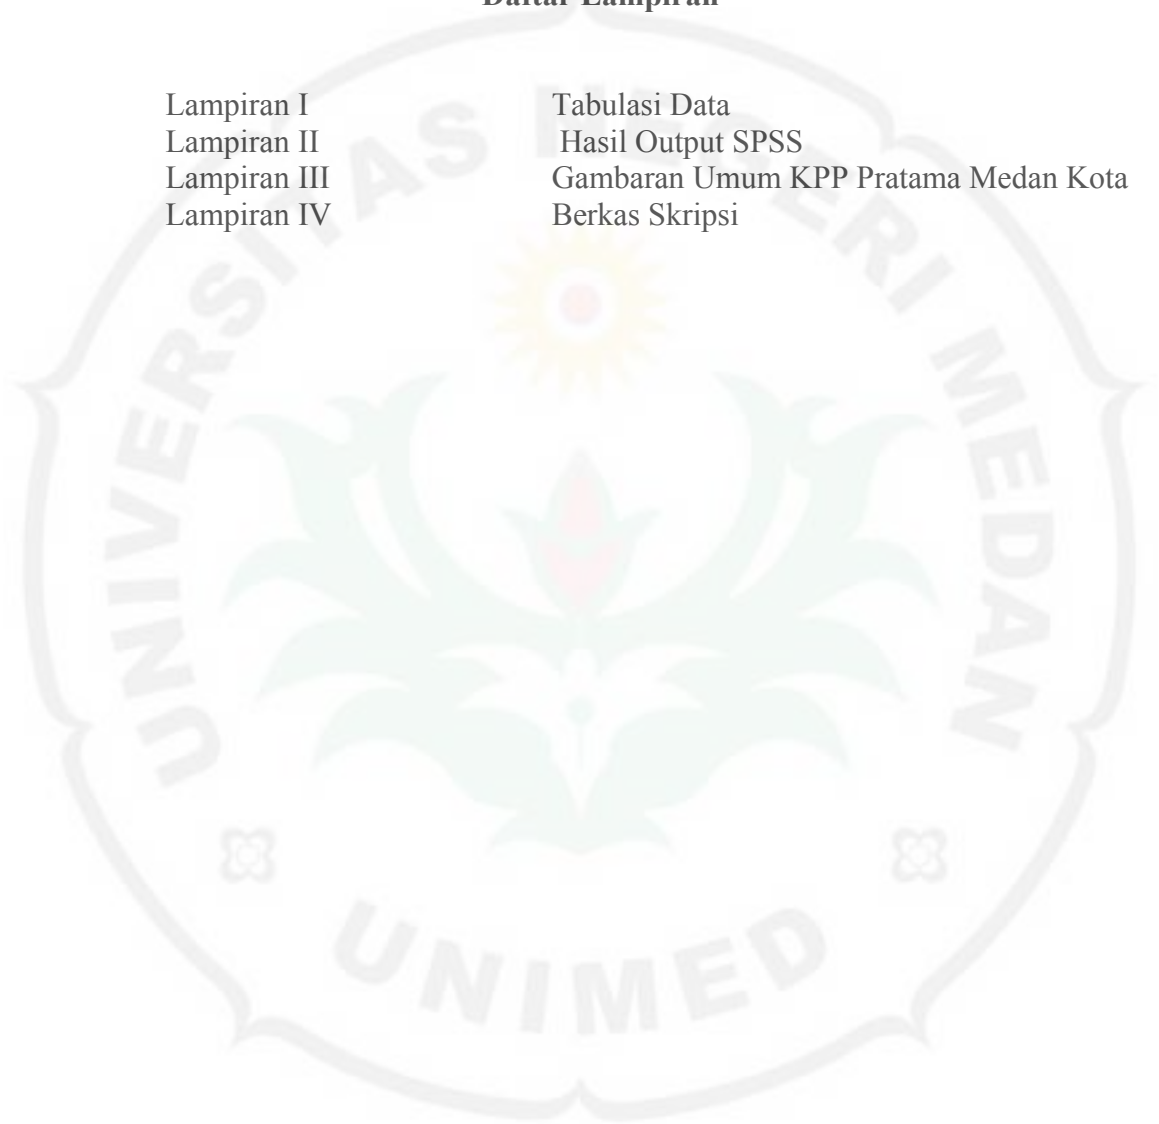 Daftar Lampiran
Lampiran I Tabulasi Data
Lampiran II Hasil Output SPSS
Lampiran III Gambaran Umum KPP Pratama Medan Kota
Lampiran IV Berkas Skripsi
UNIVERSITAS NEGERI MEDAN
UNIMED